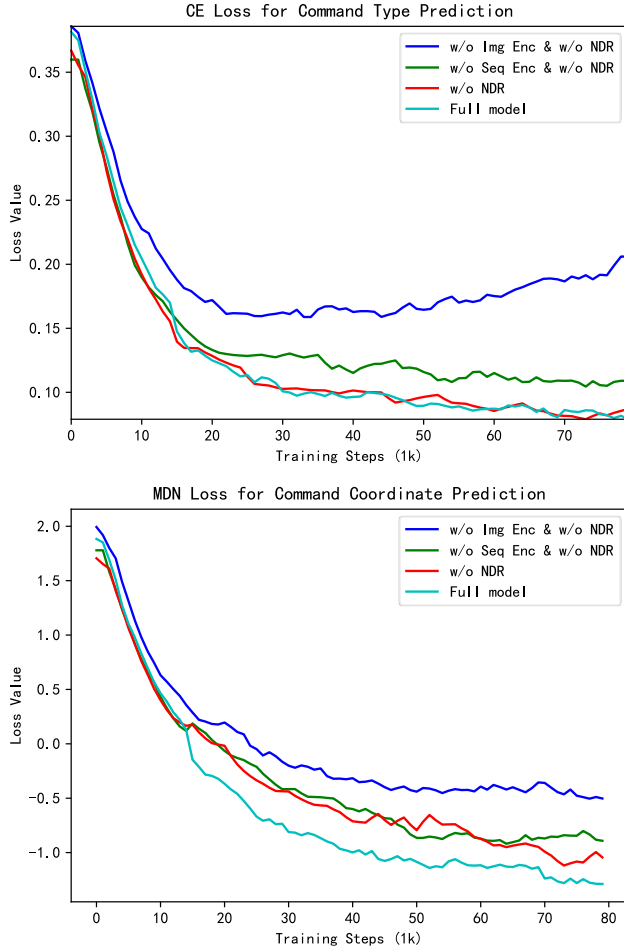 CE Loss for Command Type Prediction
w/o Img Enc & w/o NDR
w/o Seq Enc & w/o NDR
w/o NDR
Full model
Loss Value
0.35
0.30
0.25
0.20
0.15
0.10
0 10 20 30 40 50 60 70
Training Steps (1k)
MDN Loss for Command Coordinate Prediction
w/o Img Enc & w/o NDR
w/o Seq Enc & w/o NDR
w/o NDR
Full model
Loss Value
2.0
1.5
1.0
0.5
0.0
−0.5
−1.0
0 10 20 30 40 50 60 70 80
Training Steps (1k)